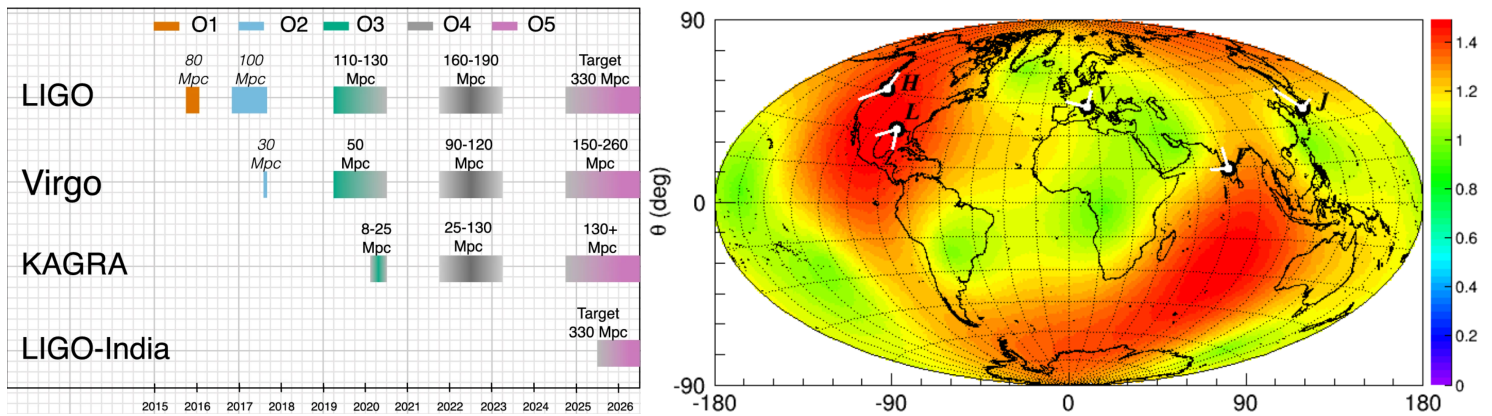 O1 O2 O3 O4 O5
80 Mpc
100 Mpc
110-130 Mpc
160-190 Mpc
Target 330 Mpc
LIGO
30 Mpc
50 Mpc
90-120 Mpc
150-260 Mpc
Virgo
8-25 Mpc
25-130 Mpc
130+ Mpc
KAGRA
Target 330 Mpc
LIGO-India
2015 2016 2017 2018 2019 2020 2021 2022 2023 2024 2025 2026
90
0
-90
θ (deg)
H
L
V
I
J
-180 -90 0 90 180
1.4
1.2
1
0.8
0.6
0.4
0.2
0